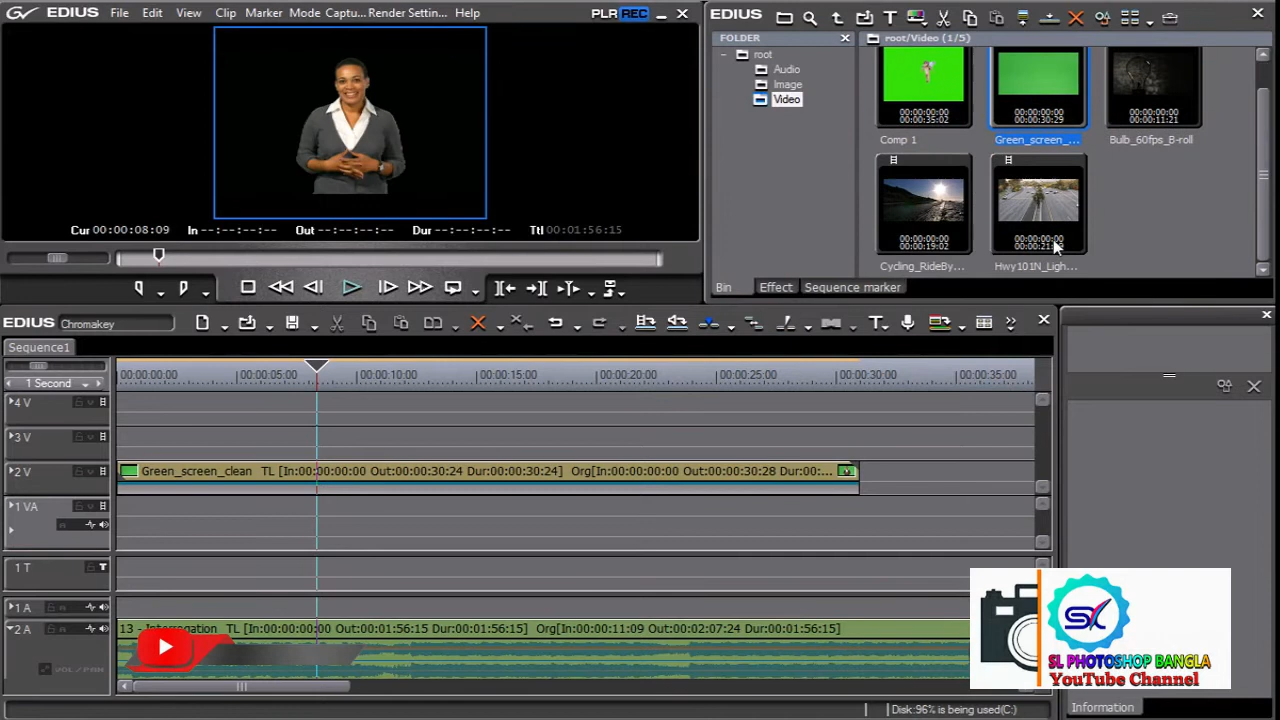 EDIUS File Edit View Clip Marker Mode Captu... Render Settin... Help PLR REC
Cur 00:00:08:09 In --:--:--:-- Out --:--:--:-- Dur --:--:--:-- Ttl 00:01:56:15
EDIUS
FOLDER
root
Audio
Image
Video
root/Video (1/5)
00:00:00:00 00:00:00:00 00:00:00:00
00:00:35:02 00:00:30:29 00:00:11:21
Comp 1 Green_screen_... Bulb_60fps_B-roll
00:00:00:00 00:00:00:00
00:00:19:02
Cycling_RideBy... Hwy101N_Ligh...
Bin Effect Sequence marker
EDIUS Chromakey
Sequence1
1 Second 00:00:00:00 00:00:05:00 00:00:10:00 00:00:15:00 00:00:20:00 00:00:25:00 00:00:30:00 00:00:35:00
4 V
3 V
2 V Green_screen_clean TL [In:00:00:00:00 Out:00:00:30:24 Dur:00:00:30:24] Org[In:00:00:00:00 Out:00:00:30:28 Dur:00:...
1 VA
1 T T
1 A
2 A 13 - Interrogation TL [In:00:00:00:00 Out:00:01:56:15 Dur:00:01:56:15] Org[In:00:00:11:09 Out:00:02:07:24 Dur:00:01:56:15]
VOL / PAN
SX
SL PHOTOSHOP BANGLA
YouTube Channel
Information
Disk:96% is being used(C:)